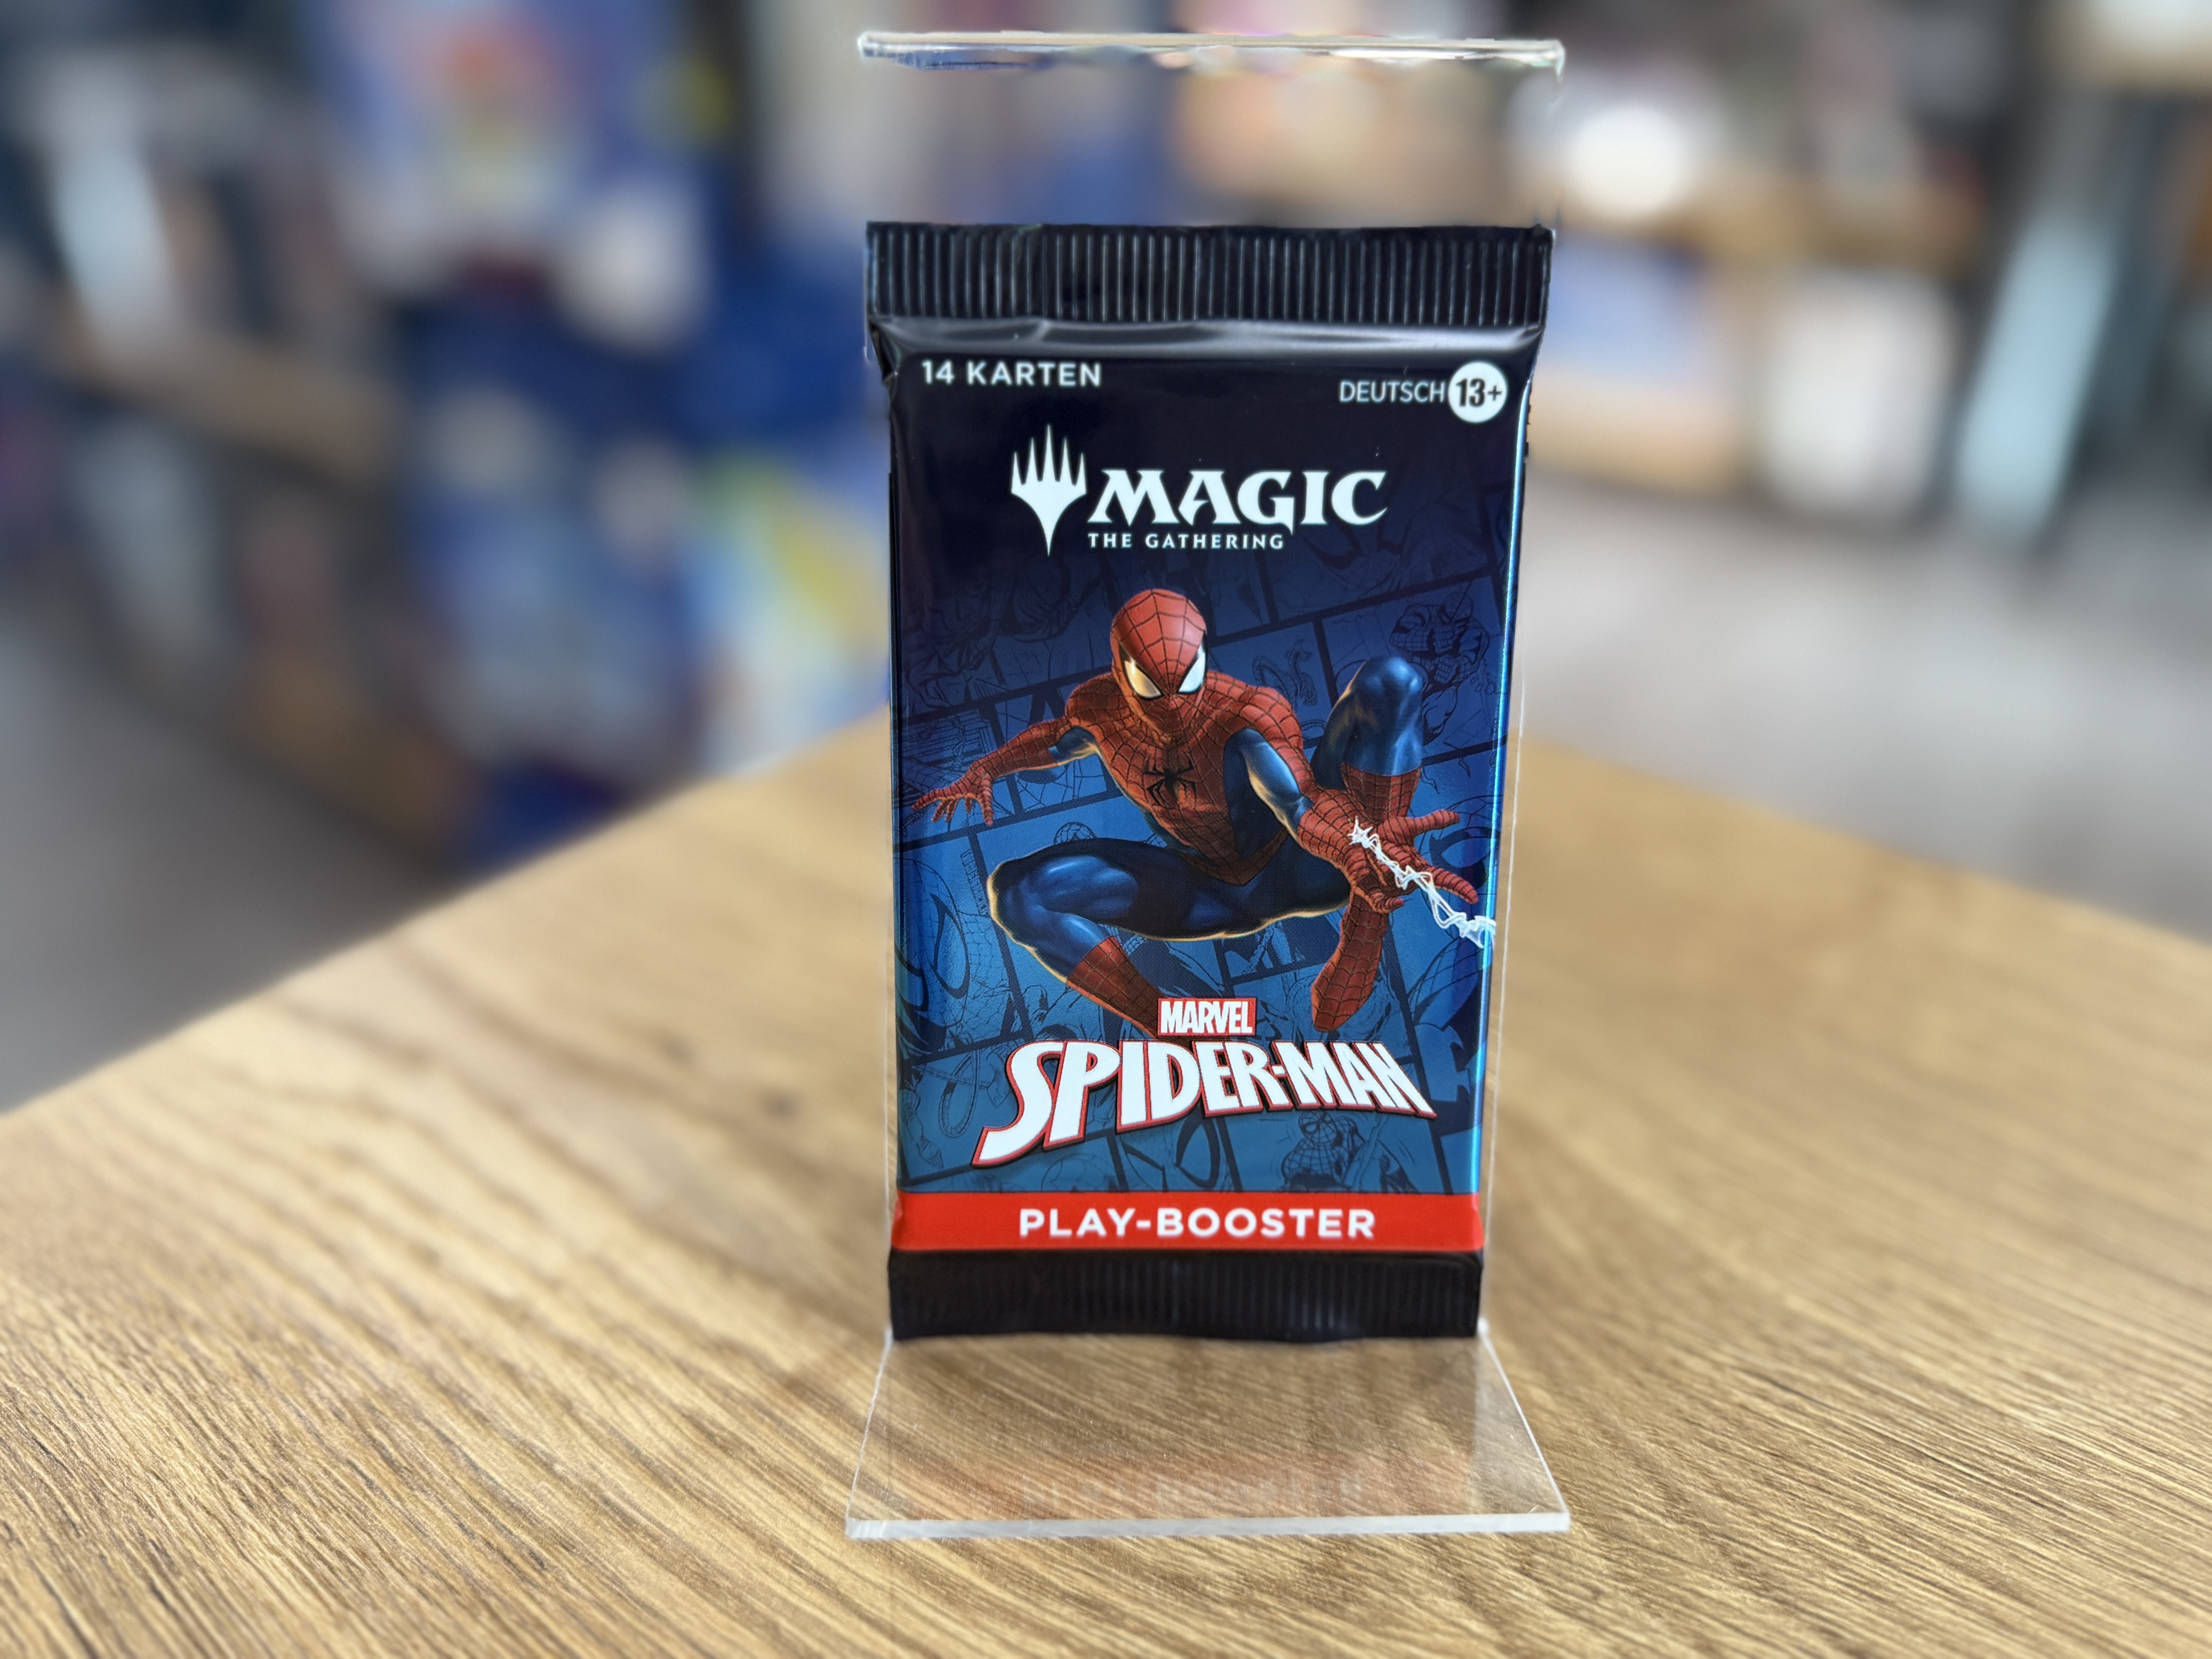 14 KARTEN
DEUTSCH 13+
MAGIC
THE GATHERING
MARVEL
SPIDER-MAN
PLAY-BOOSTER